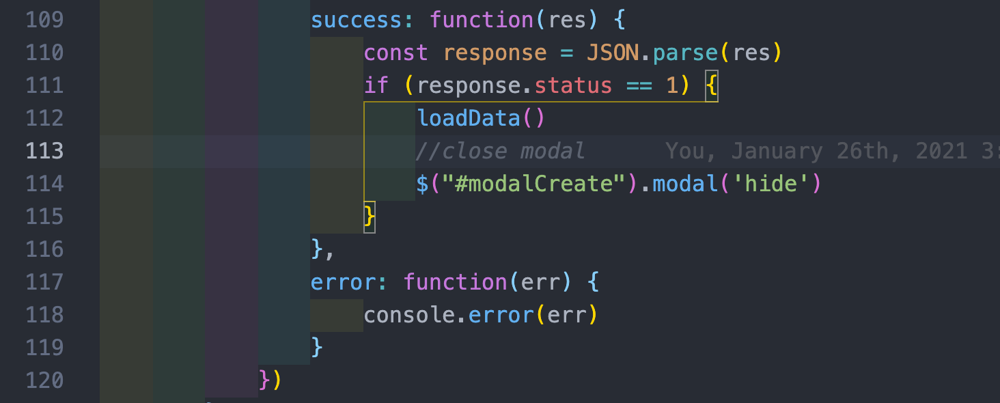 109 success: function(res) {
110 const response = JSON.parse(res)
111 if (response.status == 1) {
112 loadData()
113 //close modal You, January 26th, 2021 3:
114 $("#modalCreate").modal('hide')
115 }
116 },
117 error: function(err) {
118 console.error(err)
119 }
120 })